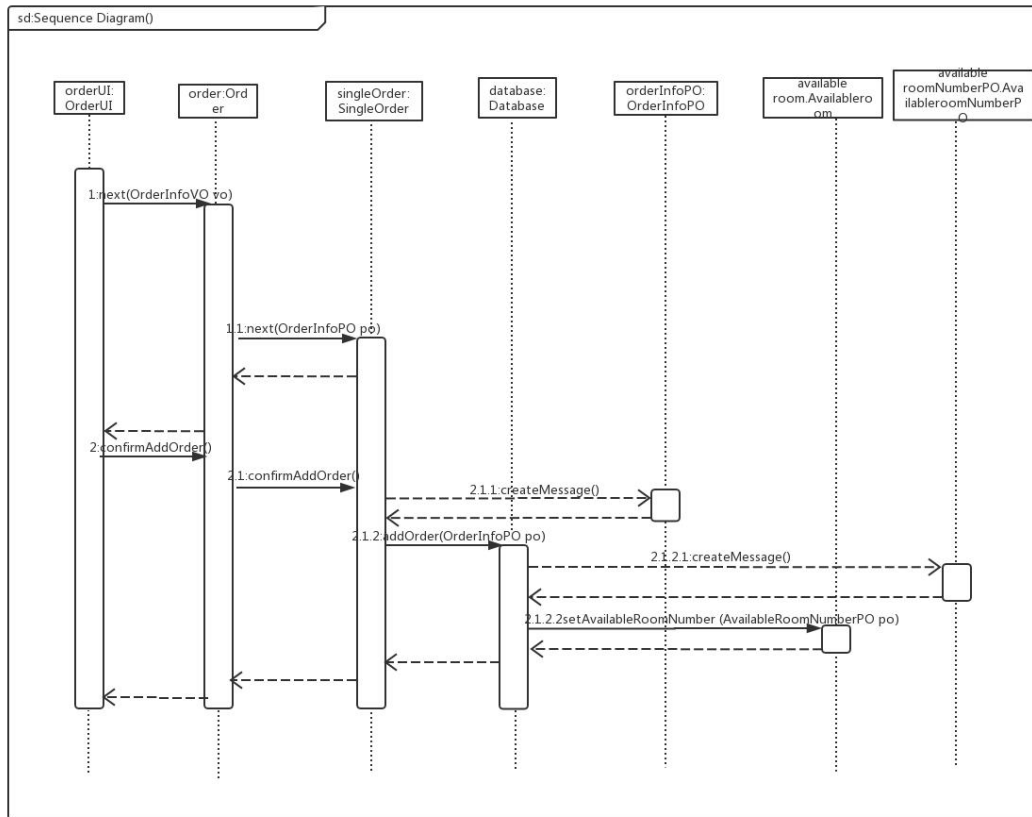 sd:Sequence Diagram()
orderUI:
OrderUI
order:Ord
er
singleOrder:
SingleOrder
database:
Database
orderInfoPO:
OrderInfoPO
available
room.Availablero
om
available
roomNumberPO.Ava
ilableroomNumberP
O
1:next(OrderInfoVO vo)
1.1:next(OrderInfoPO po)
2:confirmAddOrder()
2.1:confirmAddOrder()
2.1.1:createMessage()
2.1.2:addOrder(OrderInfoPO po)
2.1.2.1:createMessage()
2.1.2.2setAvailableRoomNumber (AvailableRoomNumberPO po)